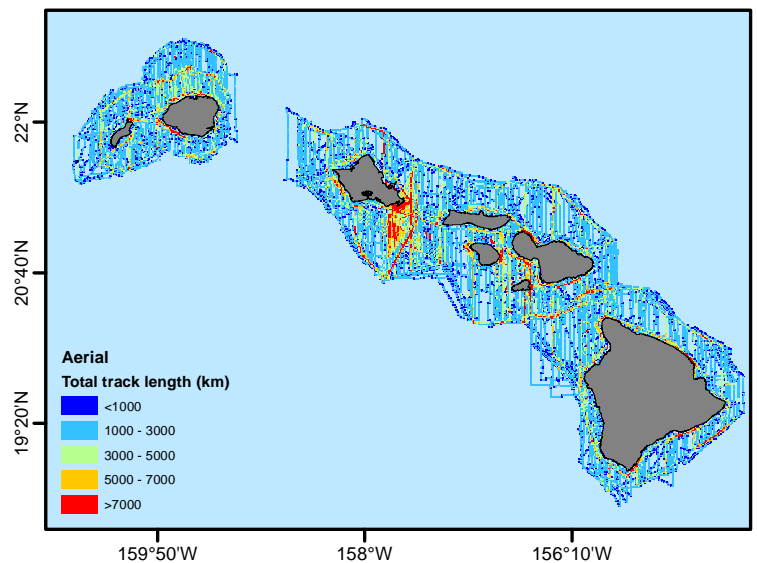 22°N
20°40'N
19°20'N
Aerial
Total track length (km)
<1000
1000 - 3000
3000 - 5000
5000 - 7000
>7000
159°50'W
158°W
156°10'W